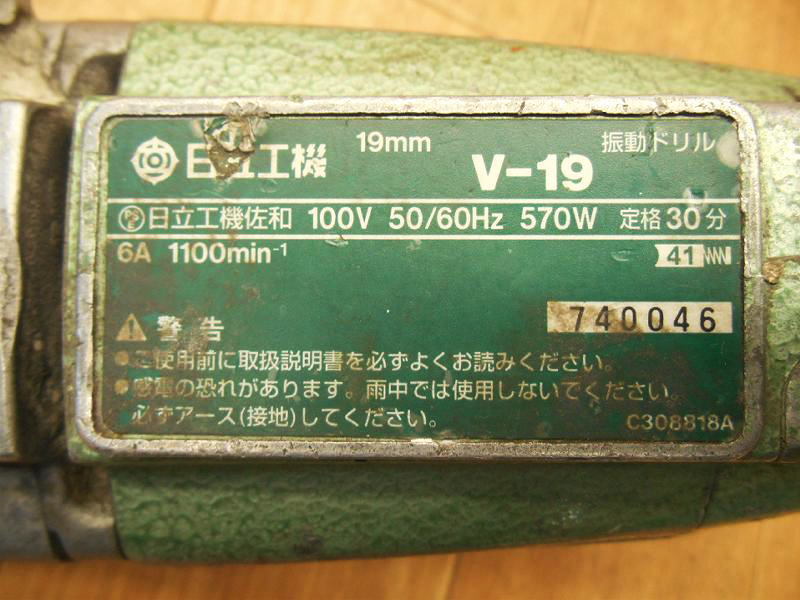 日立工機 19mm V-19 振動ドリル
日立工機佐和 100V 50/60Hz 570W 定格30分
6A 1100min-1 41
740046
警告
●ご使用前に取扱説明書を必ずよくお読みください。
●感電の恐れがあります。雨中では使用しないでください。
必ずアース(接地)してください。
C308818A